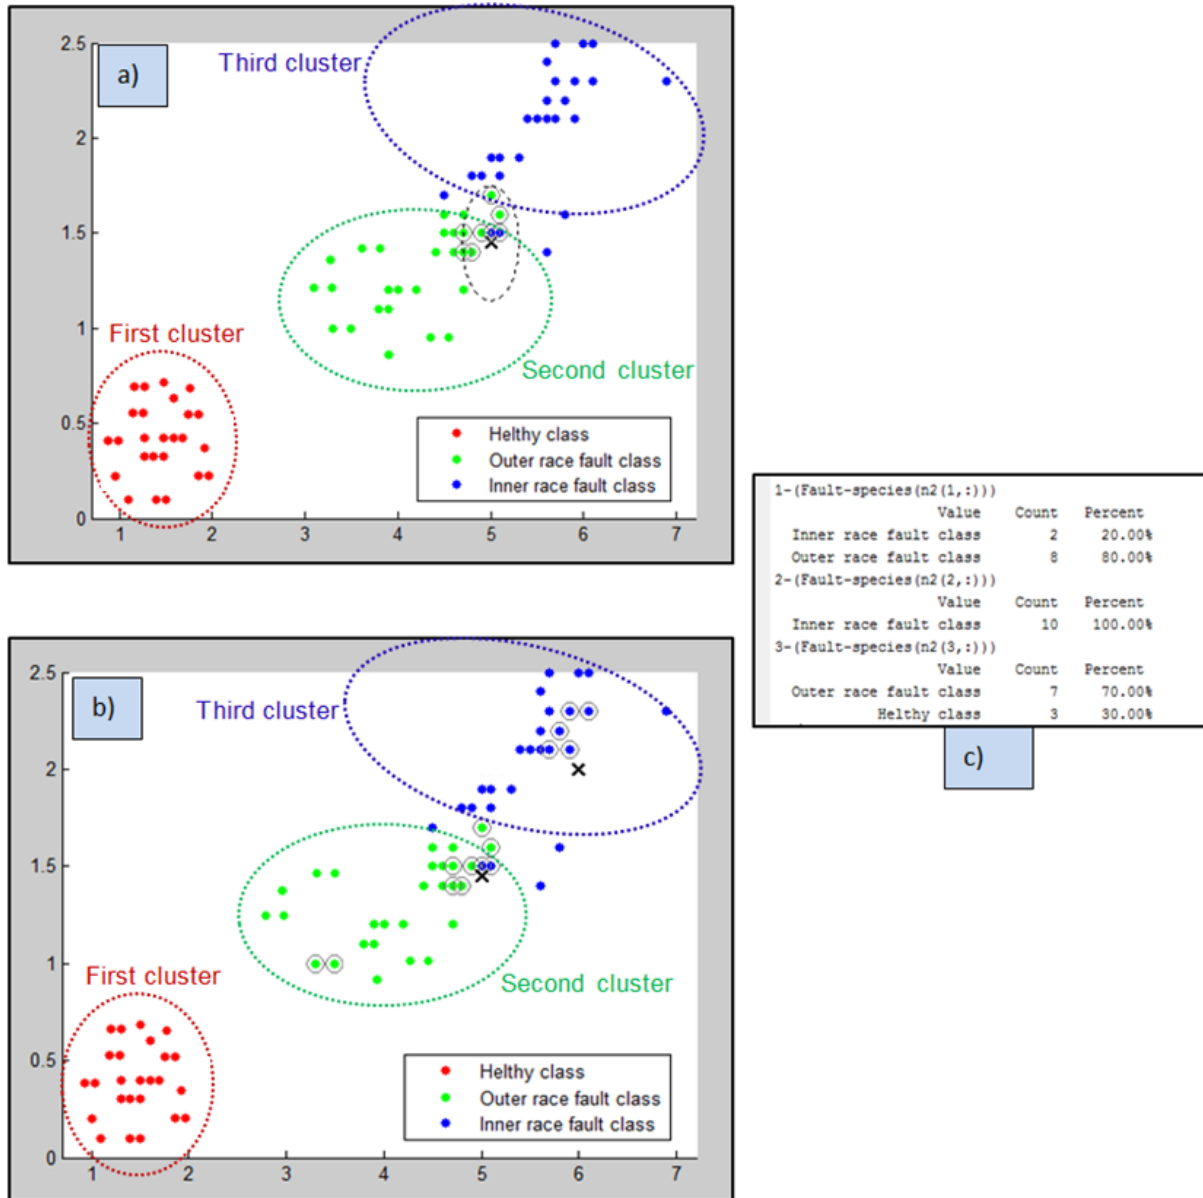 a)
Third cluster
2.5
2
1.5
1
0.5
0
First cluster
Second cluster
Helthy class
Outer race fault class
Inner race fault class
1 2 3 4 5 6 7
b)
Third cluster
2.5
2
1.5
1
0.5
0
First cluster
Second cluster
Helthy class
Outer race fault class
Inner race fault class
1 2 3 4 5 6 7
1-(Fault-species(n2(1,:)))
Value Count Percent
Inner race fault class 2 20.00%
Outer race fault class 8 80.00%
2-(Fault-species(n2(2,:)))
Value Count Percent
Inner race fault class 10 100.00%
3-(Fault-species(n2(3,:)))
Value Count Percent
Outer race fault class 7 70.00%
Helthy class 3 30.00%
c)